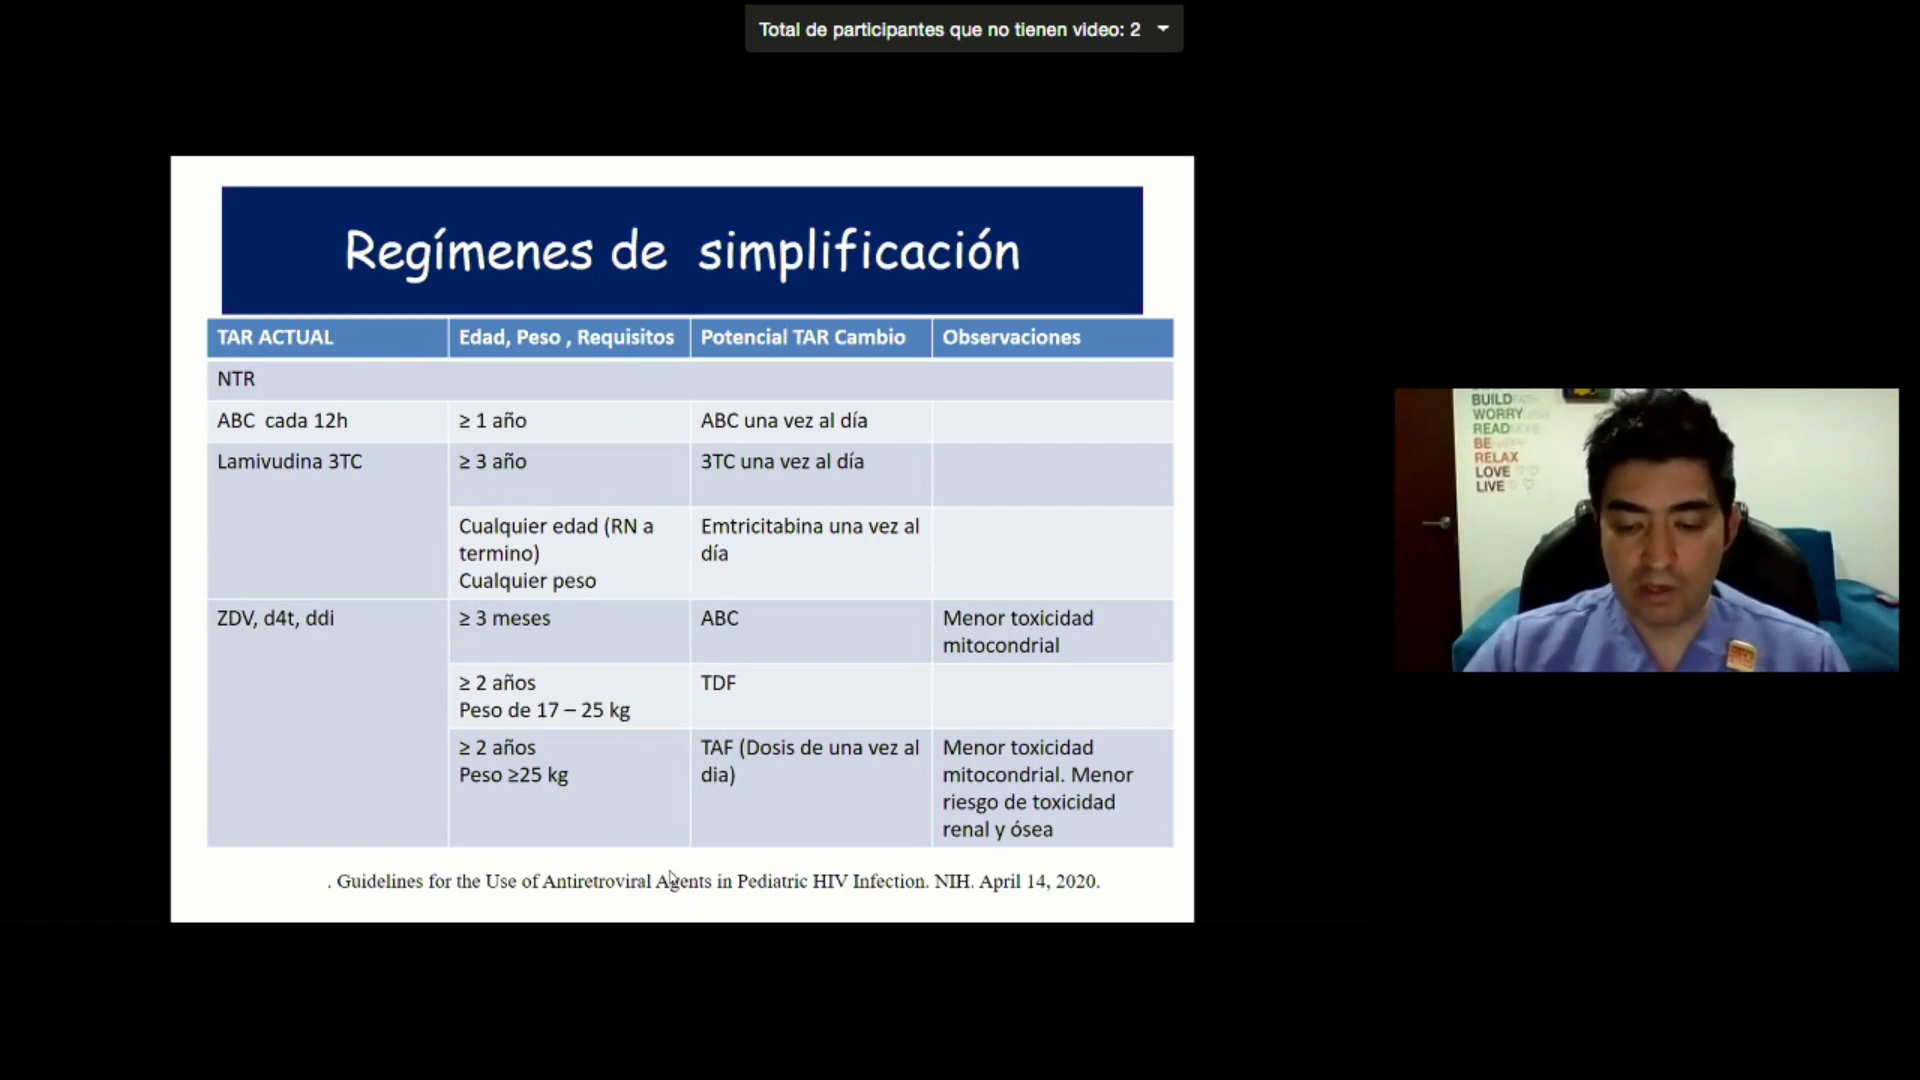 Total de participantes que no tienen video: 2
Regímenes de simplificación
TAR ACTUAL
Edad, Peso , Requisitos
Potencial TAR Cambio
Observaciones
NTR
ABC cada 12h
≥ 1 año
ABC una vez al día
Lamivudina 3TC
≥ 3 año
3TC una vez al día
Cualquier edad (RN a
termino)
Cualquier peso
Emtricitabina una vez al
día
ZDV, d4t, ddi
≥ 3 meses
ABC
Menor toxicidad
mitocondrial
≥ 2 años
Peso de 17 – 25 kg
TDF
≥ 2 años
Peso ≥25 kg
TAF (Dosis de una vez al
dia)
Menor toxicidad
mitocondrial. Menor
riesgo de toxicidad
renal y ósea
. Guidelines for the Use of Antiretroviral Agents in Pediatric HIV Infection. NIH. April 14, 2020.
BUILD
WORRY
READ
BE
RELAX
LOVE
LIVE